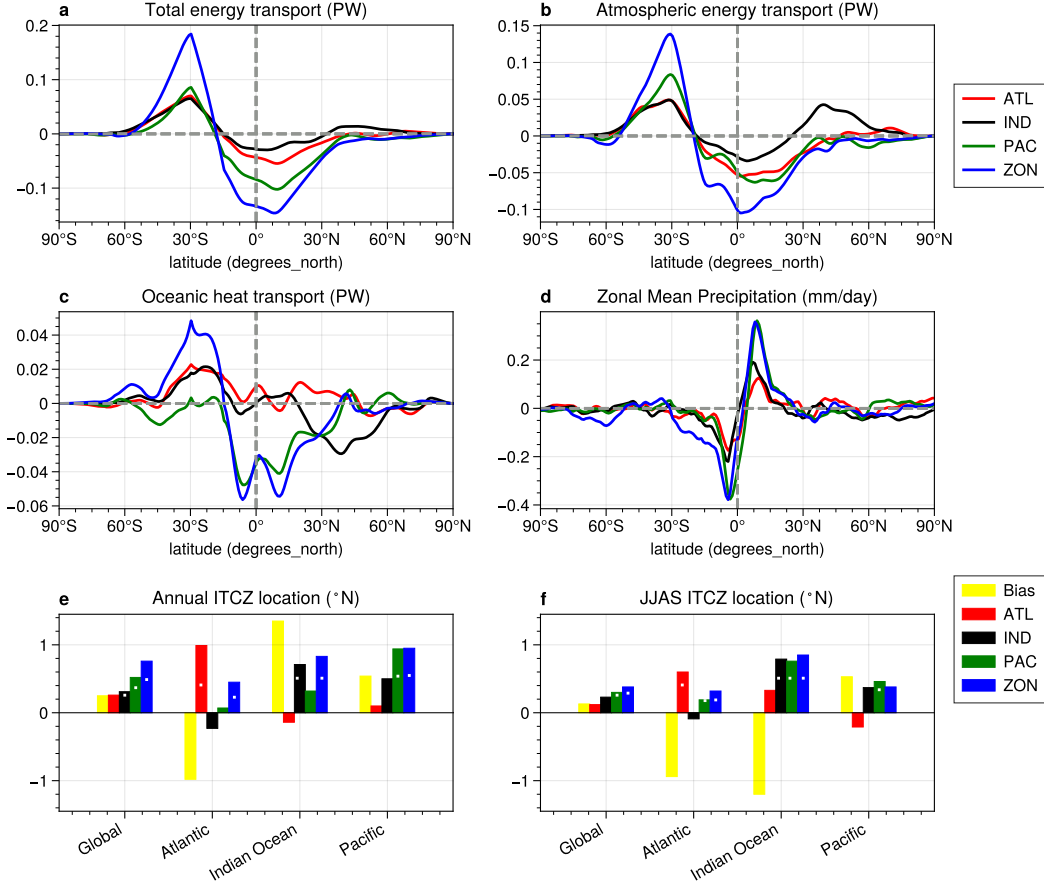 a Total energy transport (PW)
0.2
0.1
0
−0.1
90°S 60°S 30°S 0° 30°N 60°N 90°N
latitude (degrees_north)
b Atmospheric energy transport (PW)
0.15
0.10
0.05
0
−0.05
−0.1
90°S 60°S 30°S 0° 30°N 60°N 90°N
latitude (degrees_north)
ATL
IND
PAC
ZON
c Oceanic heat transport (PW)
0.04
0.02
0
−0.02
−0.04
−0.06
90°S 60°S 30°S 0° 30°N 60°N 90°N
latitude (degrees_north)
d Zonal Mean Precipitation (mm/day)
0.2
0
−0.2
−0.4
90°S 60°S 30°S 0° 30°N 60°N 90°N
latitude (degrees_north)
e Annual ITCZ location (°N)
1
0
−1
Global Atlantic Indian Ocean Pacific
f JJAS ITCZ location (°N)
1
0
−1
Global Atlantic Indian Ocean Pacific
Bias
ATL
IND
PAC
ZON